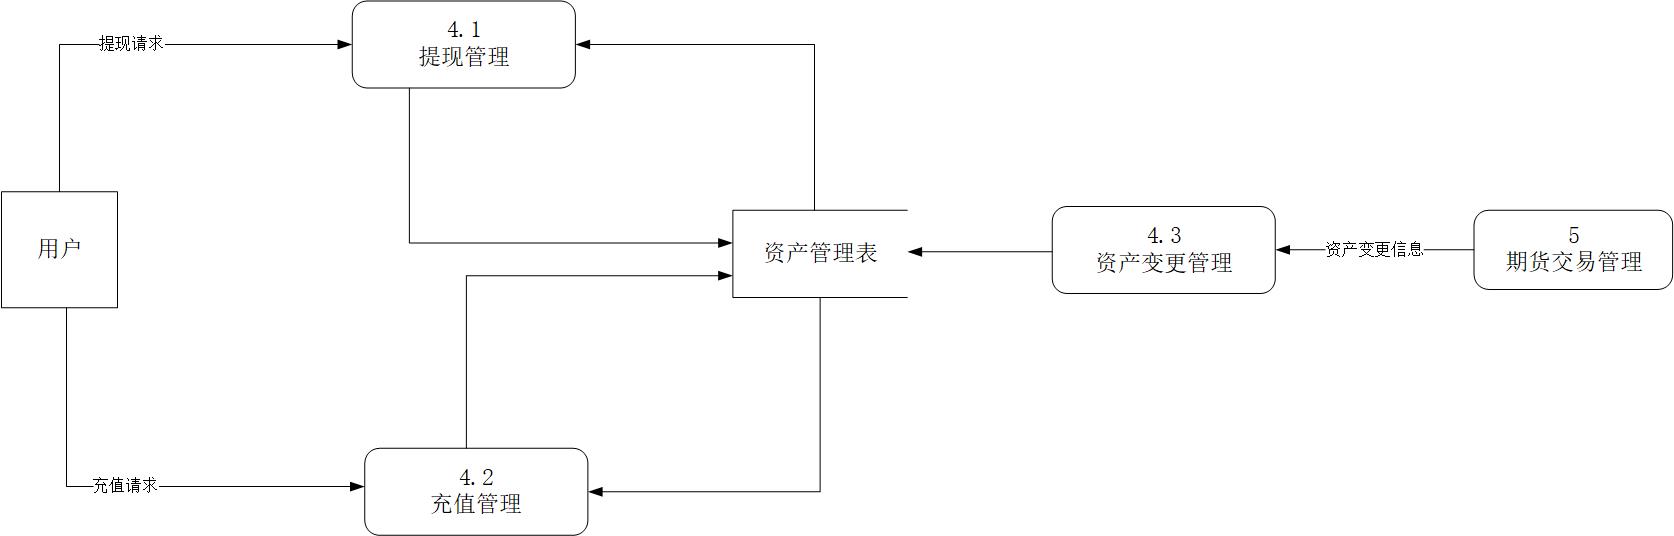 提现请求
4.1
提现管理
用户
资产管理表
4.3
资产变更管理
资产变更信息
5
期货交易管理
充值请求
4.2
充值管理